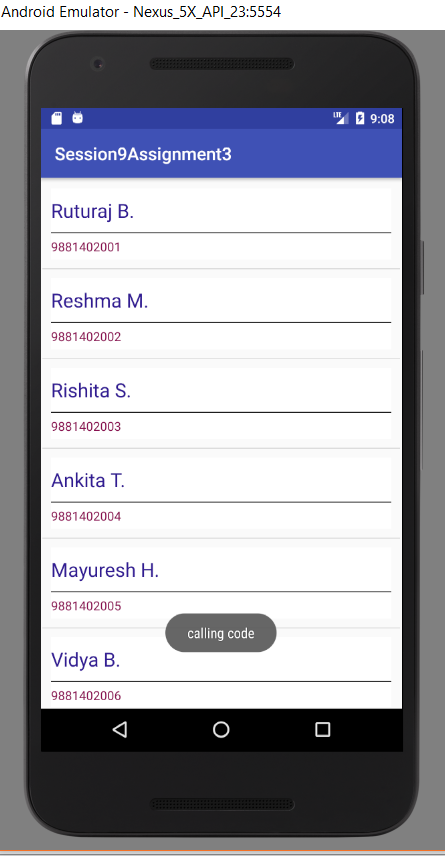 Android Emulator - Nexus_5X_API_23:5554
LTE 9:08
Session9Assignment3
Ruturaj B.
9881402001
Reshma M.
9881402002
Rishita S.
9881402003
Ankita T.
9881402004
Mayuresh H.
9881402005
calling code
Vidya B.
9881402006